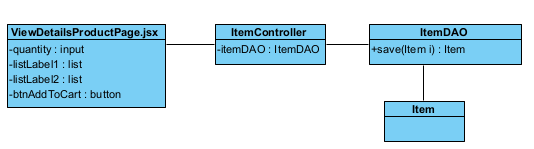 ViewDetailsProductPage.jsx
-quantity : input
-listLabel1 : list
-listLabel2 : list
-btnAddToCart : button
ItemController
-itemDAO : ItemDAO
ItemDAO
+save(Item i) : Item
Item